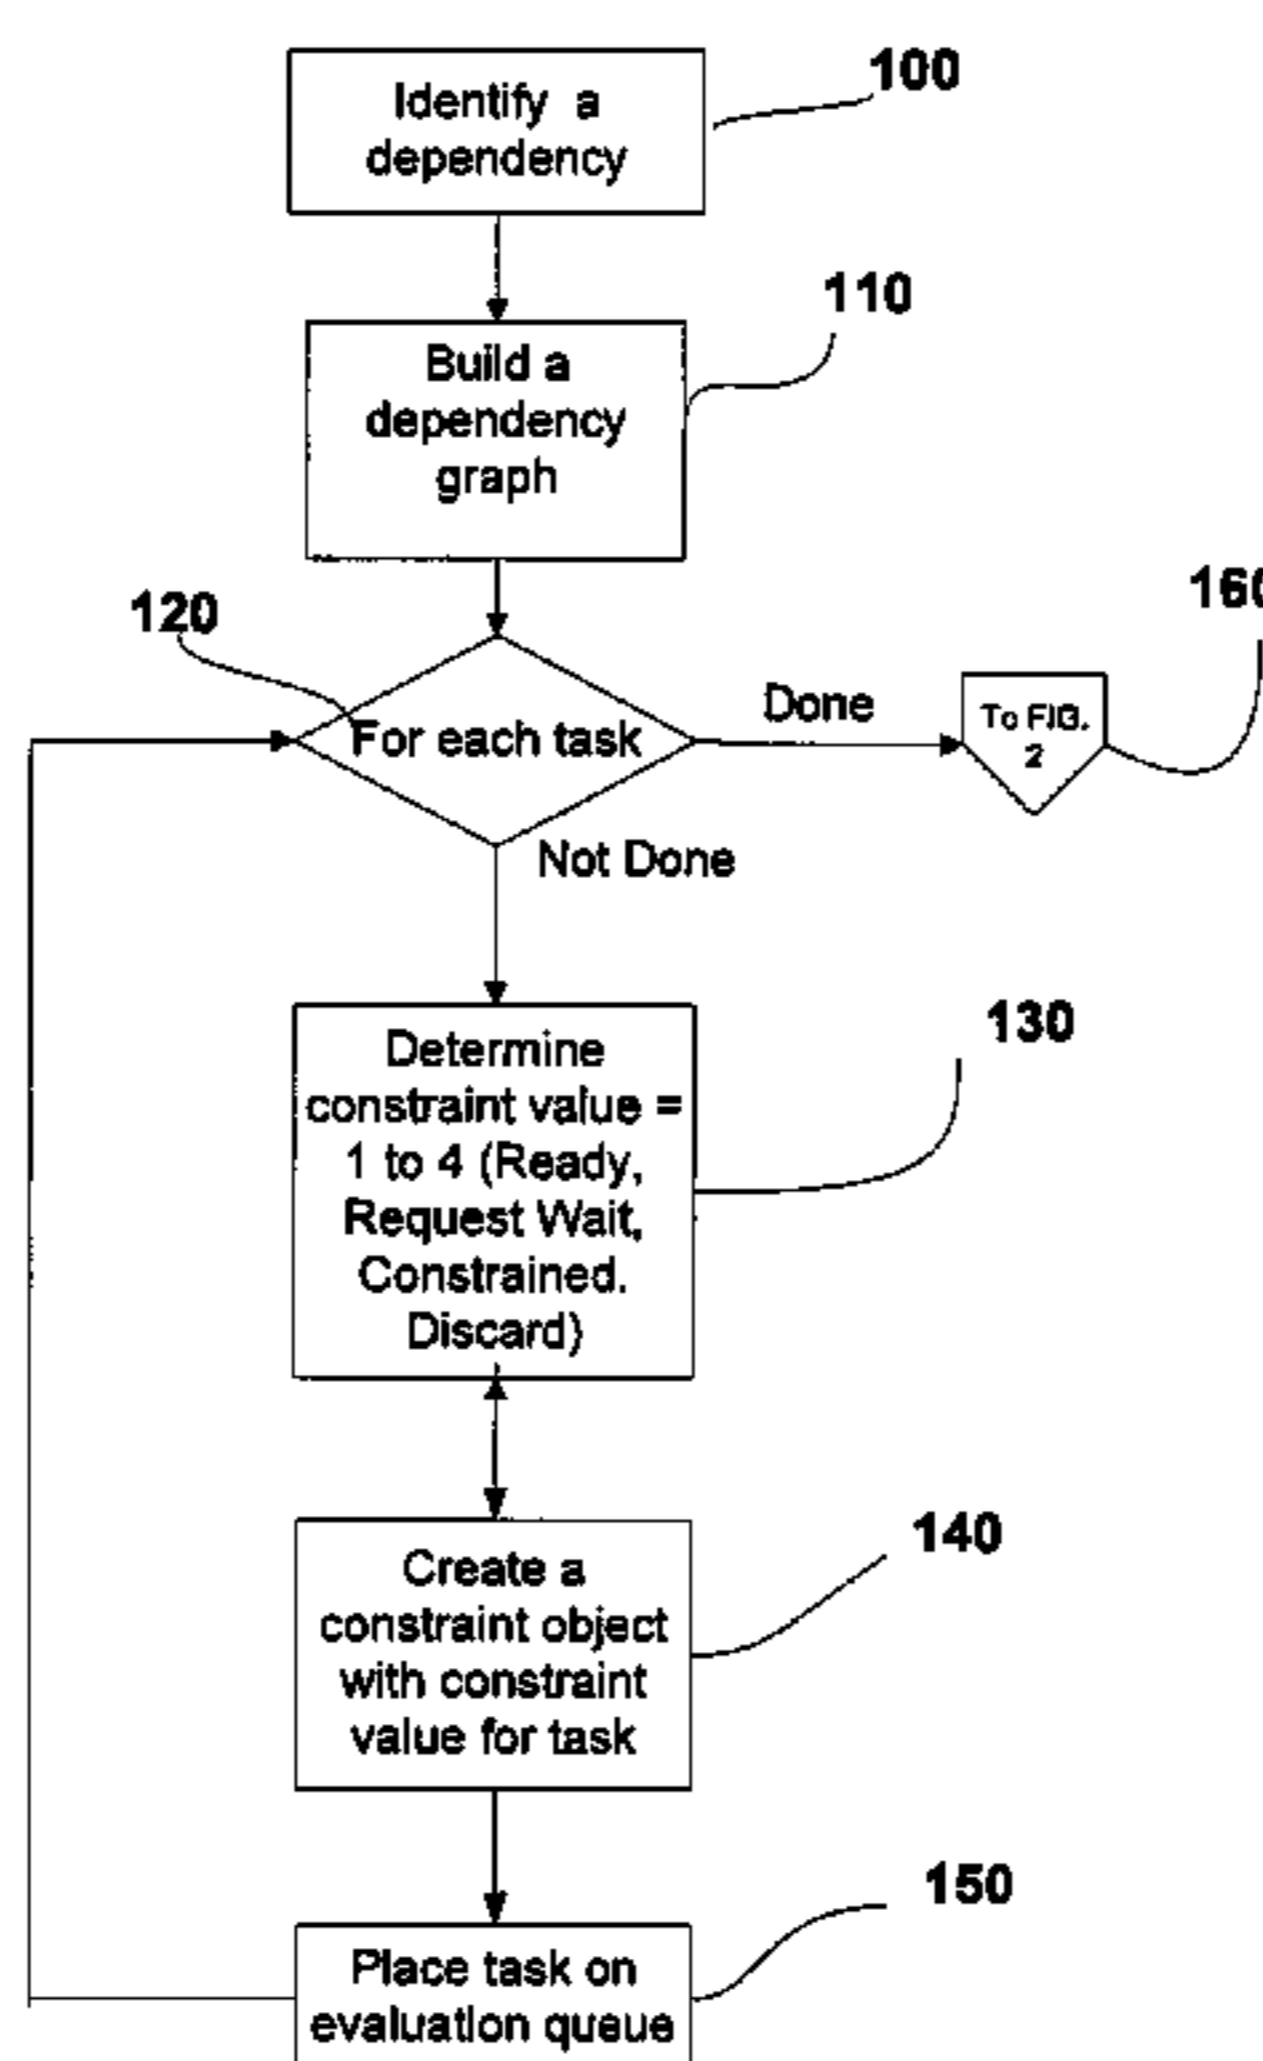 100
Identify a
dependency
110
Build a
dependency
graph
120
160
For each task
Done
To FIG.
2
Not Done
130
Determine
constraint value =
1 to 4 (Ready,
Request Wait,
Constrained.
Discard)
140
Create a
constraint object
with constraint
value for task
150
Place task on
evaluation queue